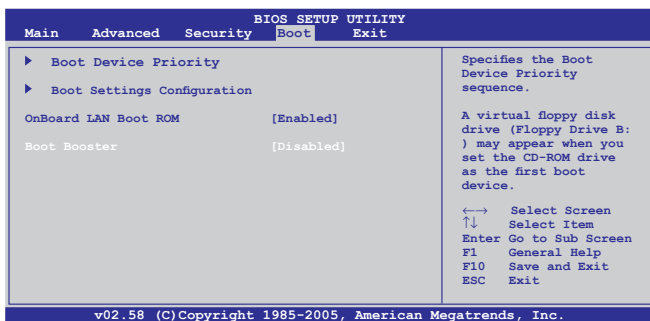 BIOS SETUP UTILITY
Main Advanced Security Boot Exit
Boot Device Priority
Boot Settings Configuration
OnBoard LAN Boot ROM [Enabled]
Boot Booster [Disabled]
Specifies the Boot
Device Priority
sequence.
A virtual floppy disk
drive (Floppy Drive B:
) may appear when you
set the CD-ROM drive
as the first boot
device.
←→ Select Screen
↑↓ Select Item
Enter Go to Sub Screen
F1 General Help
F10 Save and Exit
ESC Exit
v02.58 (C)Copyright 1985-2005, American Megatrends, Inc.